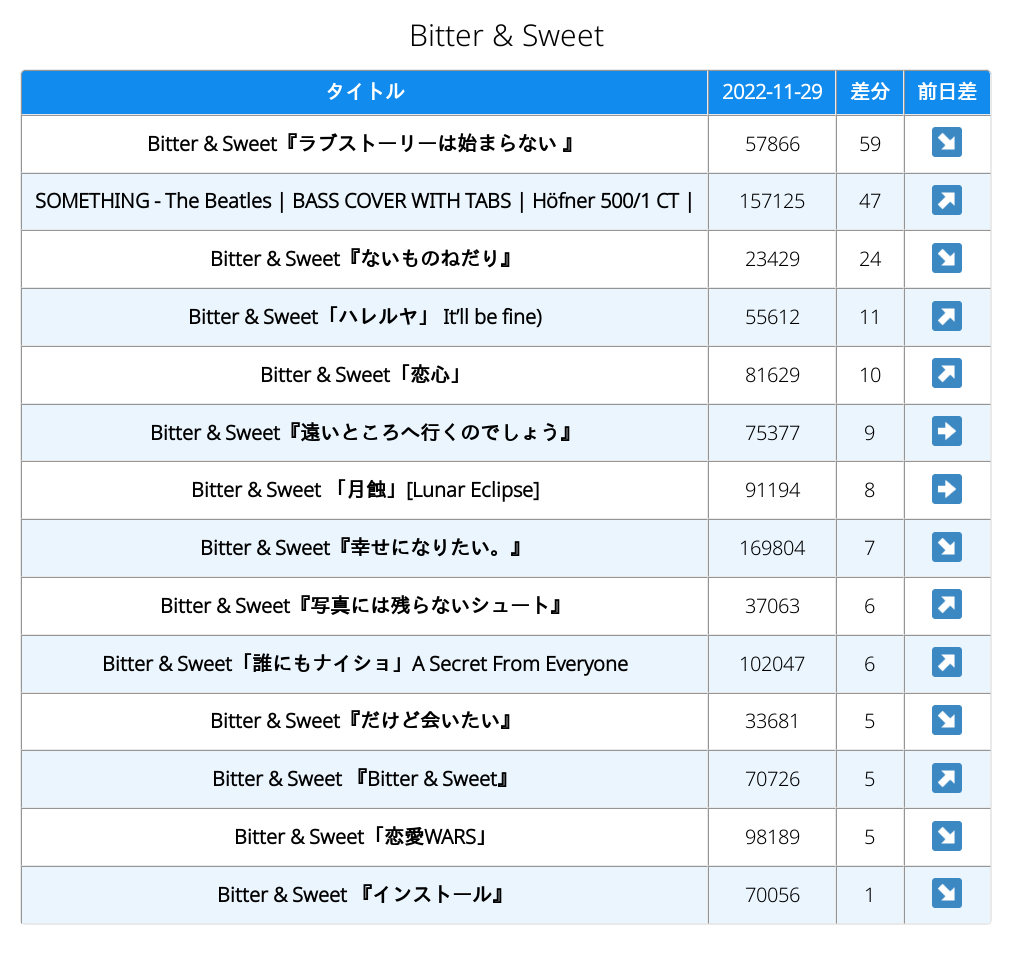 Bitter & Sweet
タイトル 2022-11-29 差分 前日差
Bitter & Sweet『ラブストーリーは始まらない 』 57866 59 ↘
SOMETHING - The Beatles | BASS COVER WITH TABS | Höfner 500/1 CT | 157125 47 ↗
Bitter & Sweet『ないものねだり』 23429 24 ↘
Bitter & Sweet「ハレルヤ」 It’ll be fine) 55612 11 ↗
Bitter & Sweet「恋心」 81629 10 ↗
Bitter & Sweet『遠いところへ行くのでしょう』 75377 9 ➡
Bitter & Sweet 「月蝕」[Lunar Eclipse] 91194 8 ➡
Bitter & Sweet『幸せになりたい。』 169804 7 ↘
Bitter & Sweet『写真には残らないシュート』 37063 6 ↗
Bitter & Sweet「誰にもナイショ」A Secret From Everyone 102047 6 ↗
Bitter & Sweet『だけど会いたい』 33681 5 ↘
Bitter & Sweet 『Bitter & Sweet』 70726 5 ↗
Bitter & Sweet「恋愛WARS」 98189 5 ↘
Bitter & Sweet 『インストール』 70056 1 ↘